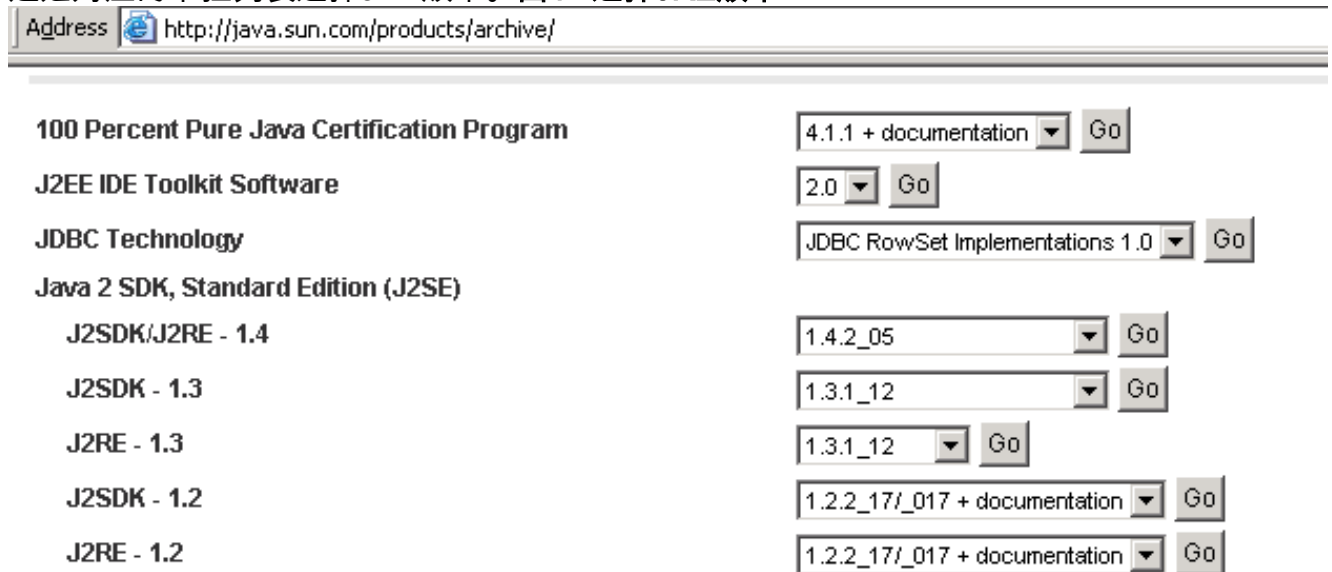 Address http://java.sun.com/products/archive/
100 Percent Pure Java Certification Program 4.1.1 + documentation Go
J2EE IDE Toolkit Software 2.0 Go
JDBC Technology JDBC RowSet Implementations 1.0 Go
Java 2 SDK, Standard Edition (J2SE)
J2SDK/J2RE - 1.4 1.4.2_05 Go
J2SDK - 1.3 1.3.1_12 Go
J2RE - 1.3 1.3.1_12 Go
J2SDK - 1.2 1.2.2_17/_017 + documentation Go
J2RE - 1.2 1.2.2_17/_017 + documentation Go